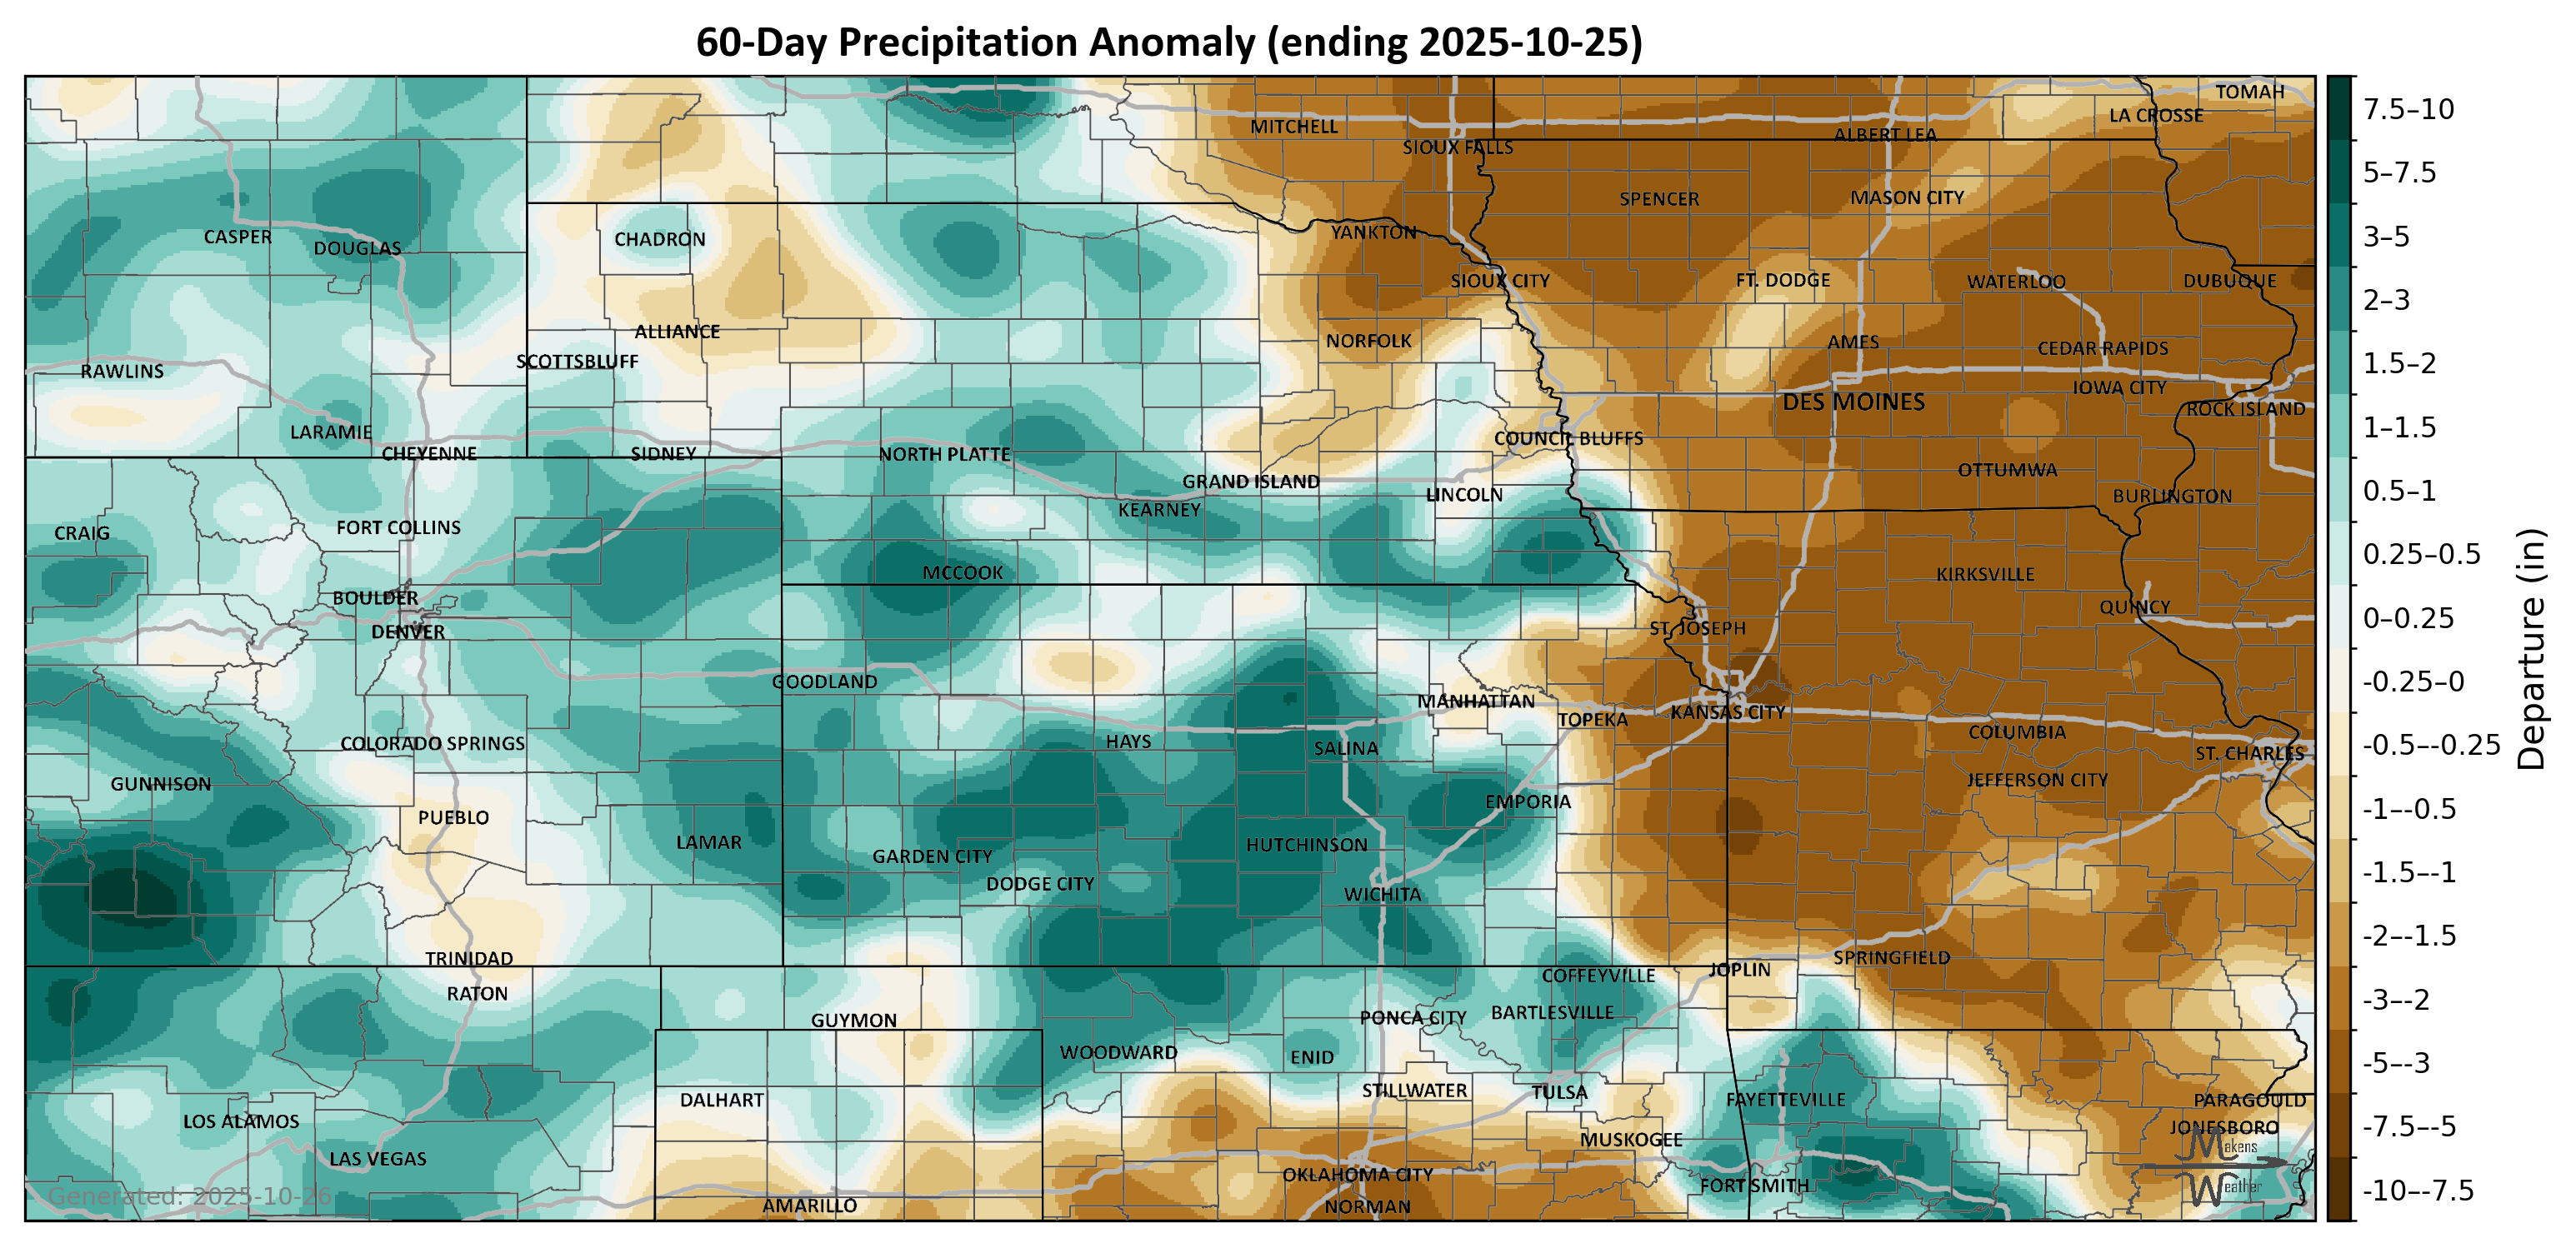 60-Day Precipitation Anomaly (ending 2025-10-25)
TOMAH
LA CROSSE
MITCHELL
ALBERT LEA
SIOUX FALLS
SPENCER
MASON CITY
CASPER
DOUGLAS
CHADRON
YANKTON
SIOUX CITY
FT. DODGE
WATERLOO
DUBUQUE
ALLIANCE
NORFOLK
AMES
CEDAR RAPIDS
SCOTTSBLUFF
RAWLINS
IOWA CITY
DES MOINES
ROCK ISLAND
LARAMIE
COUNCIL BLUFFS
CHEYENNE
SIDNEY
NORTH PLATTE
OTTUMWA
GRAND ISLAND
LINCOLN
BURLINGTON
KEARNEY
CRAIG
FORT COLLINS
MCCOOK
KIRKSVILLE
BOULDER
QUINCY
DENVER
ST. JOSEPH
GOODLAND
MANHATTAN
TOPEKA
KANSAS CITY
COLUMBIA
COLORADO SPRINGS
HAYS
SALINA
ST. CHARLES
GUNNISON
JEFFERSON CITY
EMPORIA
PUEBLO
LAMAR
HUTCHINSON
GARDEN CITY
DODGE CITY
WICHITA
TRINIDAD
SPRINGFIELD
JOPLIN
COFFEYVILLE
RATON
BARTLESVILLE
GUYMON
PONCA CITY
WOODWARD
ENID
STILLWATER
TULSA
DALHART
FAYETTEVILLE
PARAGOULD
LOS ALAMOS
JONESBORO
MUSKOGEE
LAS VEGAS
OKLAHOMA CITY
FORT SMITH
AMARILLO
NORMAN
Generated: 2025-10-26
Makens
Weather
7.5–10
5–7.5
3–5
2–3
1.5–2
1–1.5
0.5–1
0.25–0.5
0–0.25
-0.25–0
-0.5–-0.25
-1–-0.5
-1.5–-1
-2–-1.5
-3–-2
-5–-3
-7.5–-5
-10–-7.5
Departure (in)